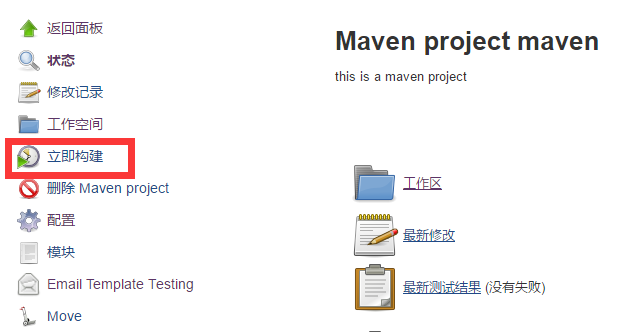 返回面板
状态
修改记录
工作空间
立即构建
删除 Maven project
配置
模块
Email Template Testing
Move
Maven project maven
this is a maven project
工作区
最新修改
最新测试结果 (没有失败)